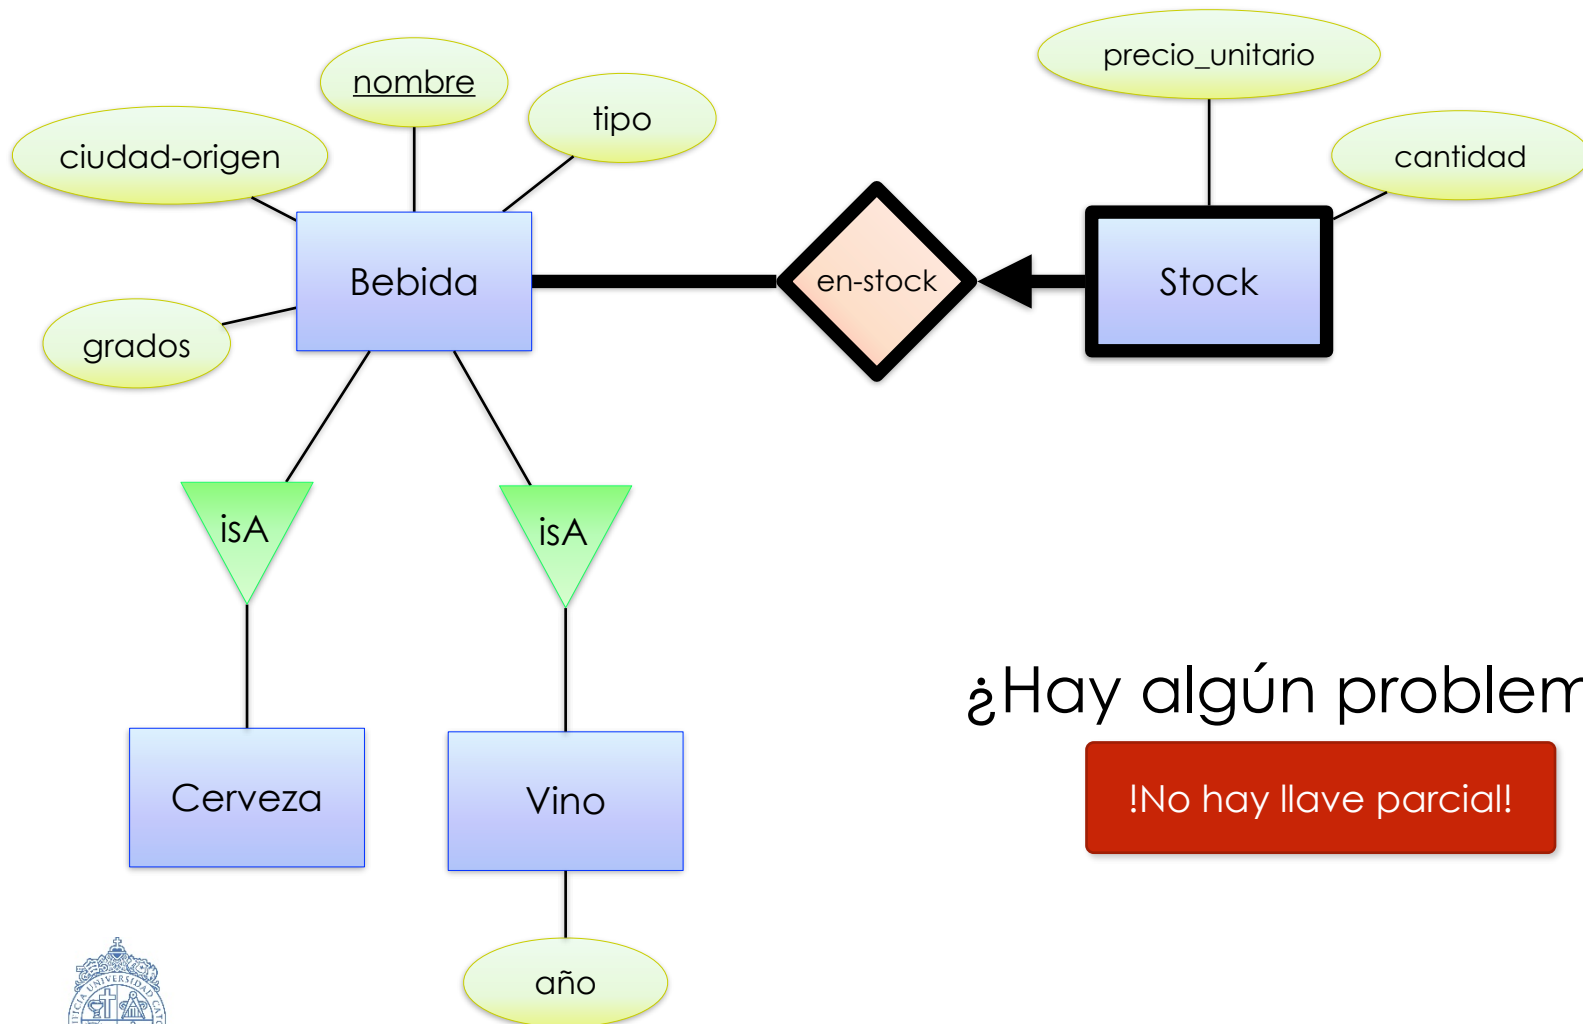 precio_unitario
nombre
tipo
ciudad-origen
cantidad
Bebida
en-stock
Stock
grados
isA
isA
¿Hay algún problem
Cerveza
Vino
!No hay llave parcial!
año
UNIVERSIDAD